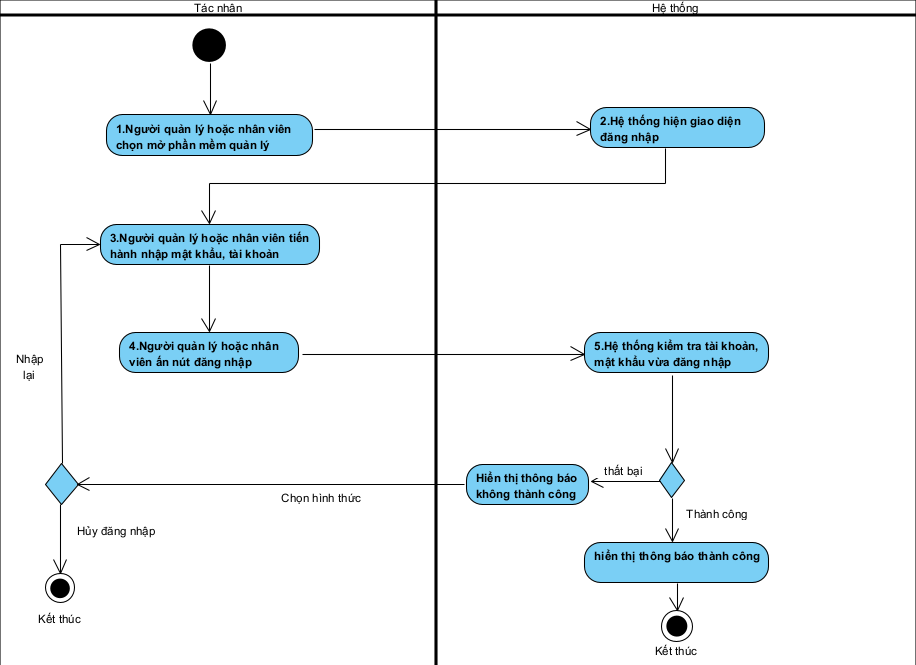 Tác nhân
Hệ thống
1.Người quản lý hoặc nhân viên
chọn mở phần mềm quản lý
2.Hệ thống hiện giao diện
đăng nhập
3.Người quản lý hoặc nhân viên tiến
hành nhập mật khẩu, tài khoản
4.Người quản lý hoặc nhân
viên ấn nút đăng nhập
5.Hệ thống kiểm tra tài khoản,
mật khẩu vừa đăng nhập
Nhập
lại
thất bại
Hiển thị thông báo
không thành công
Chọn hình thức
Thành công
Hủy đăng nhập
hiển thị thông báo thành công
Kết thúc
Kết thúc